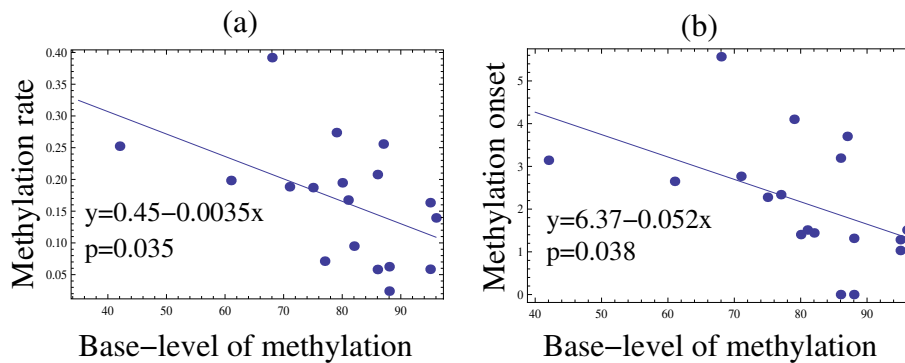 (a)
Methylation rate
0.40
0.35
0.30
0.25
0.20
0.15
0.10
0.05
y=0.45−0.0035x
p=0.035
40 50 60 70 80 90
Base−level of methylation
(b)
Methylation onset
5
4
3
2
1
0
y=6.37−0.052x
p=0.038
40 50 60 70 80 90
Base−level of methylation